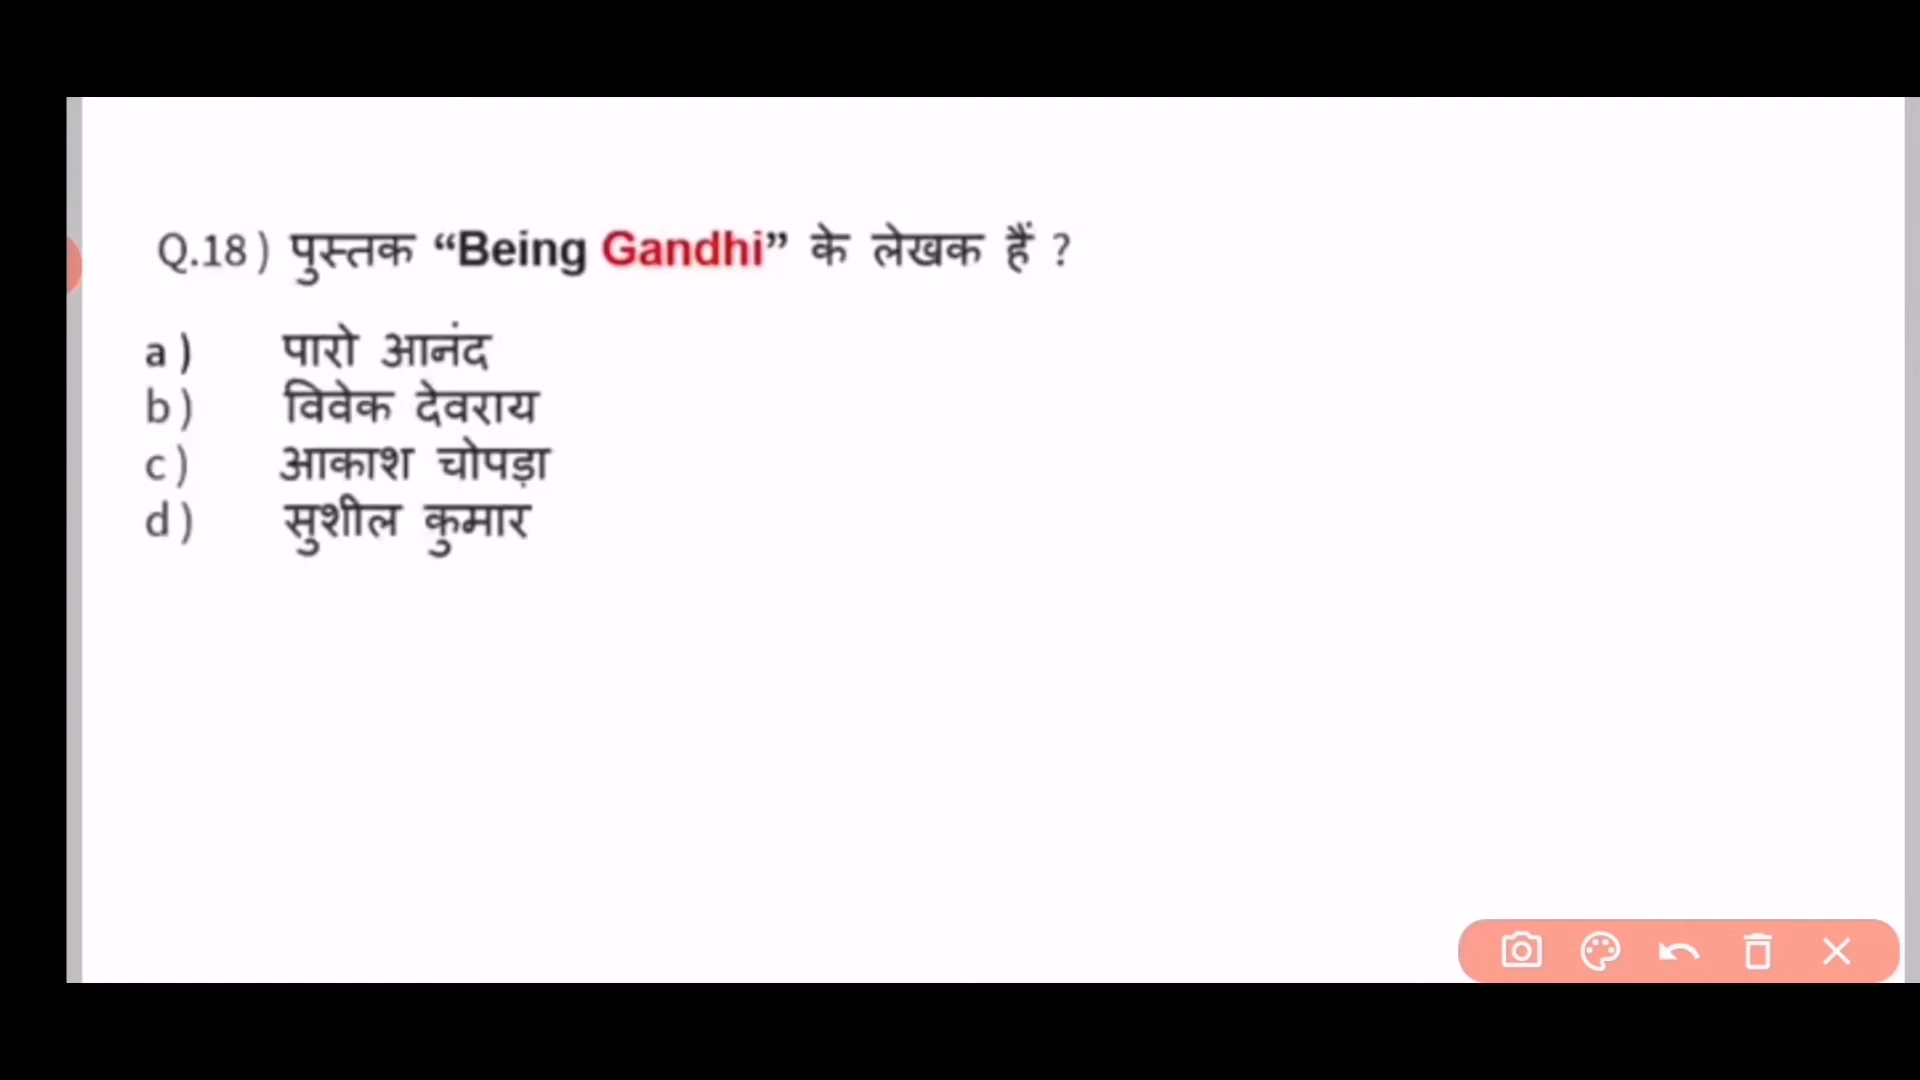 Q.18) पुस्तक “Being Gandhi” के लेखक हैं ?
a) पारो आनंद
b) विवेक देवराय
c) आकाश चोपड़ा
d) सुशील कुमार